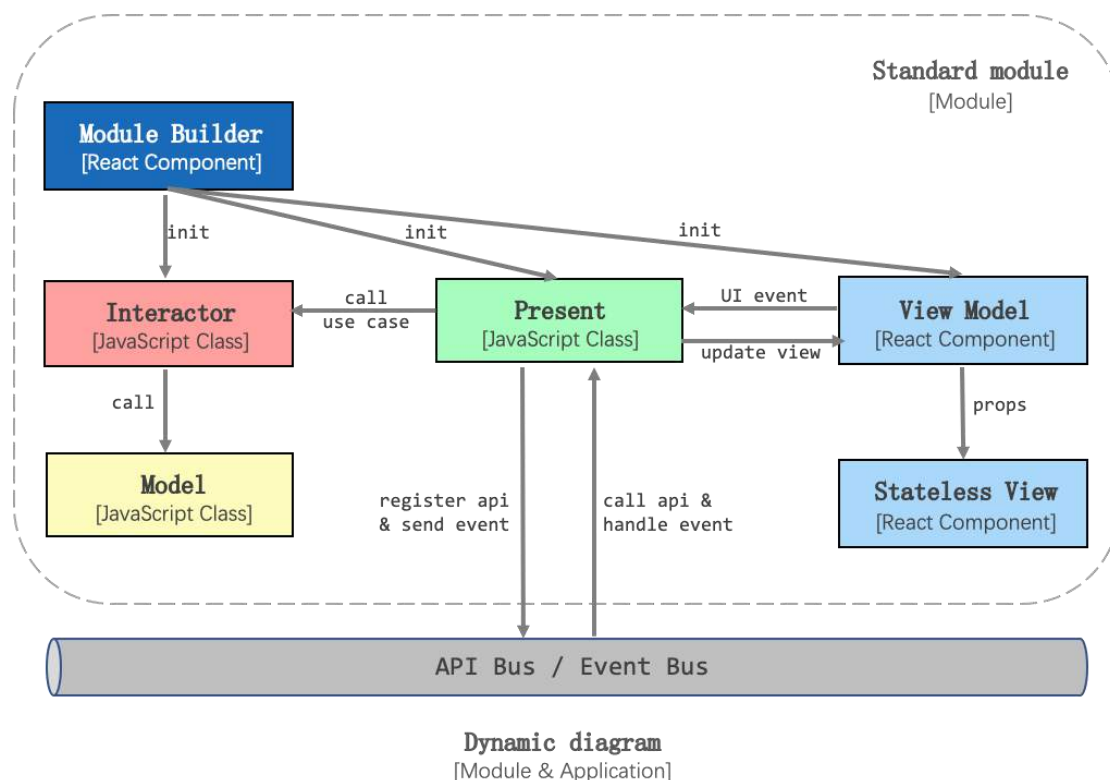 Standard module
[Module]
Module Builder
[React Component]
init
init
init
Interactor
[JavaScript Class]
call
use case
Present
[JavaScript Class]
UI event
update view
View Model
[React Component]
call
props
Model
[JavaScript Class]
register api
& send event
call api &
handle event
Stateless View
[React Component]
API Bus / Event Bus
Dynamic diagram
[Module & Application]